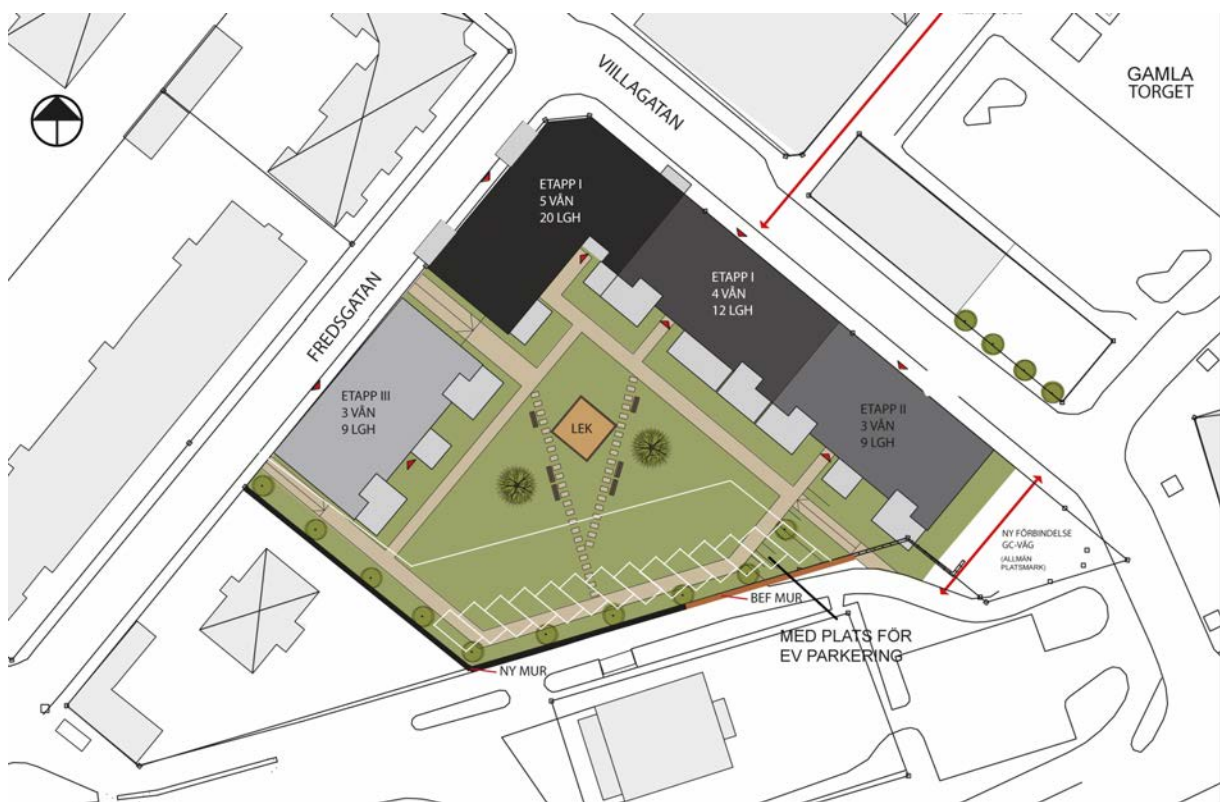 VIILLAGATAN
GAMLA
TORGET
ETAPP I
5 VÅN
20 LGH
ETAPP I
4 VÅN
12 LGH
FREDSGATAN
ETAPP III
3 VÅN
9 LGH
LEK
ETAPP II
3 VÅN
9 LGH
NY FÖRBINDELSE
GC-VÄG
(ALLMÄN
PLATSMARK)
BEF MUR
MED PLATS FÖR
EV PARKERING
NY MUR